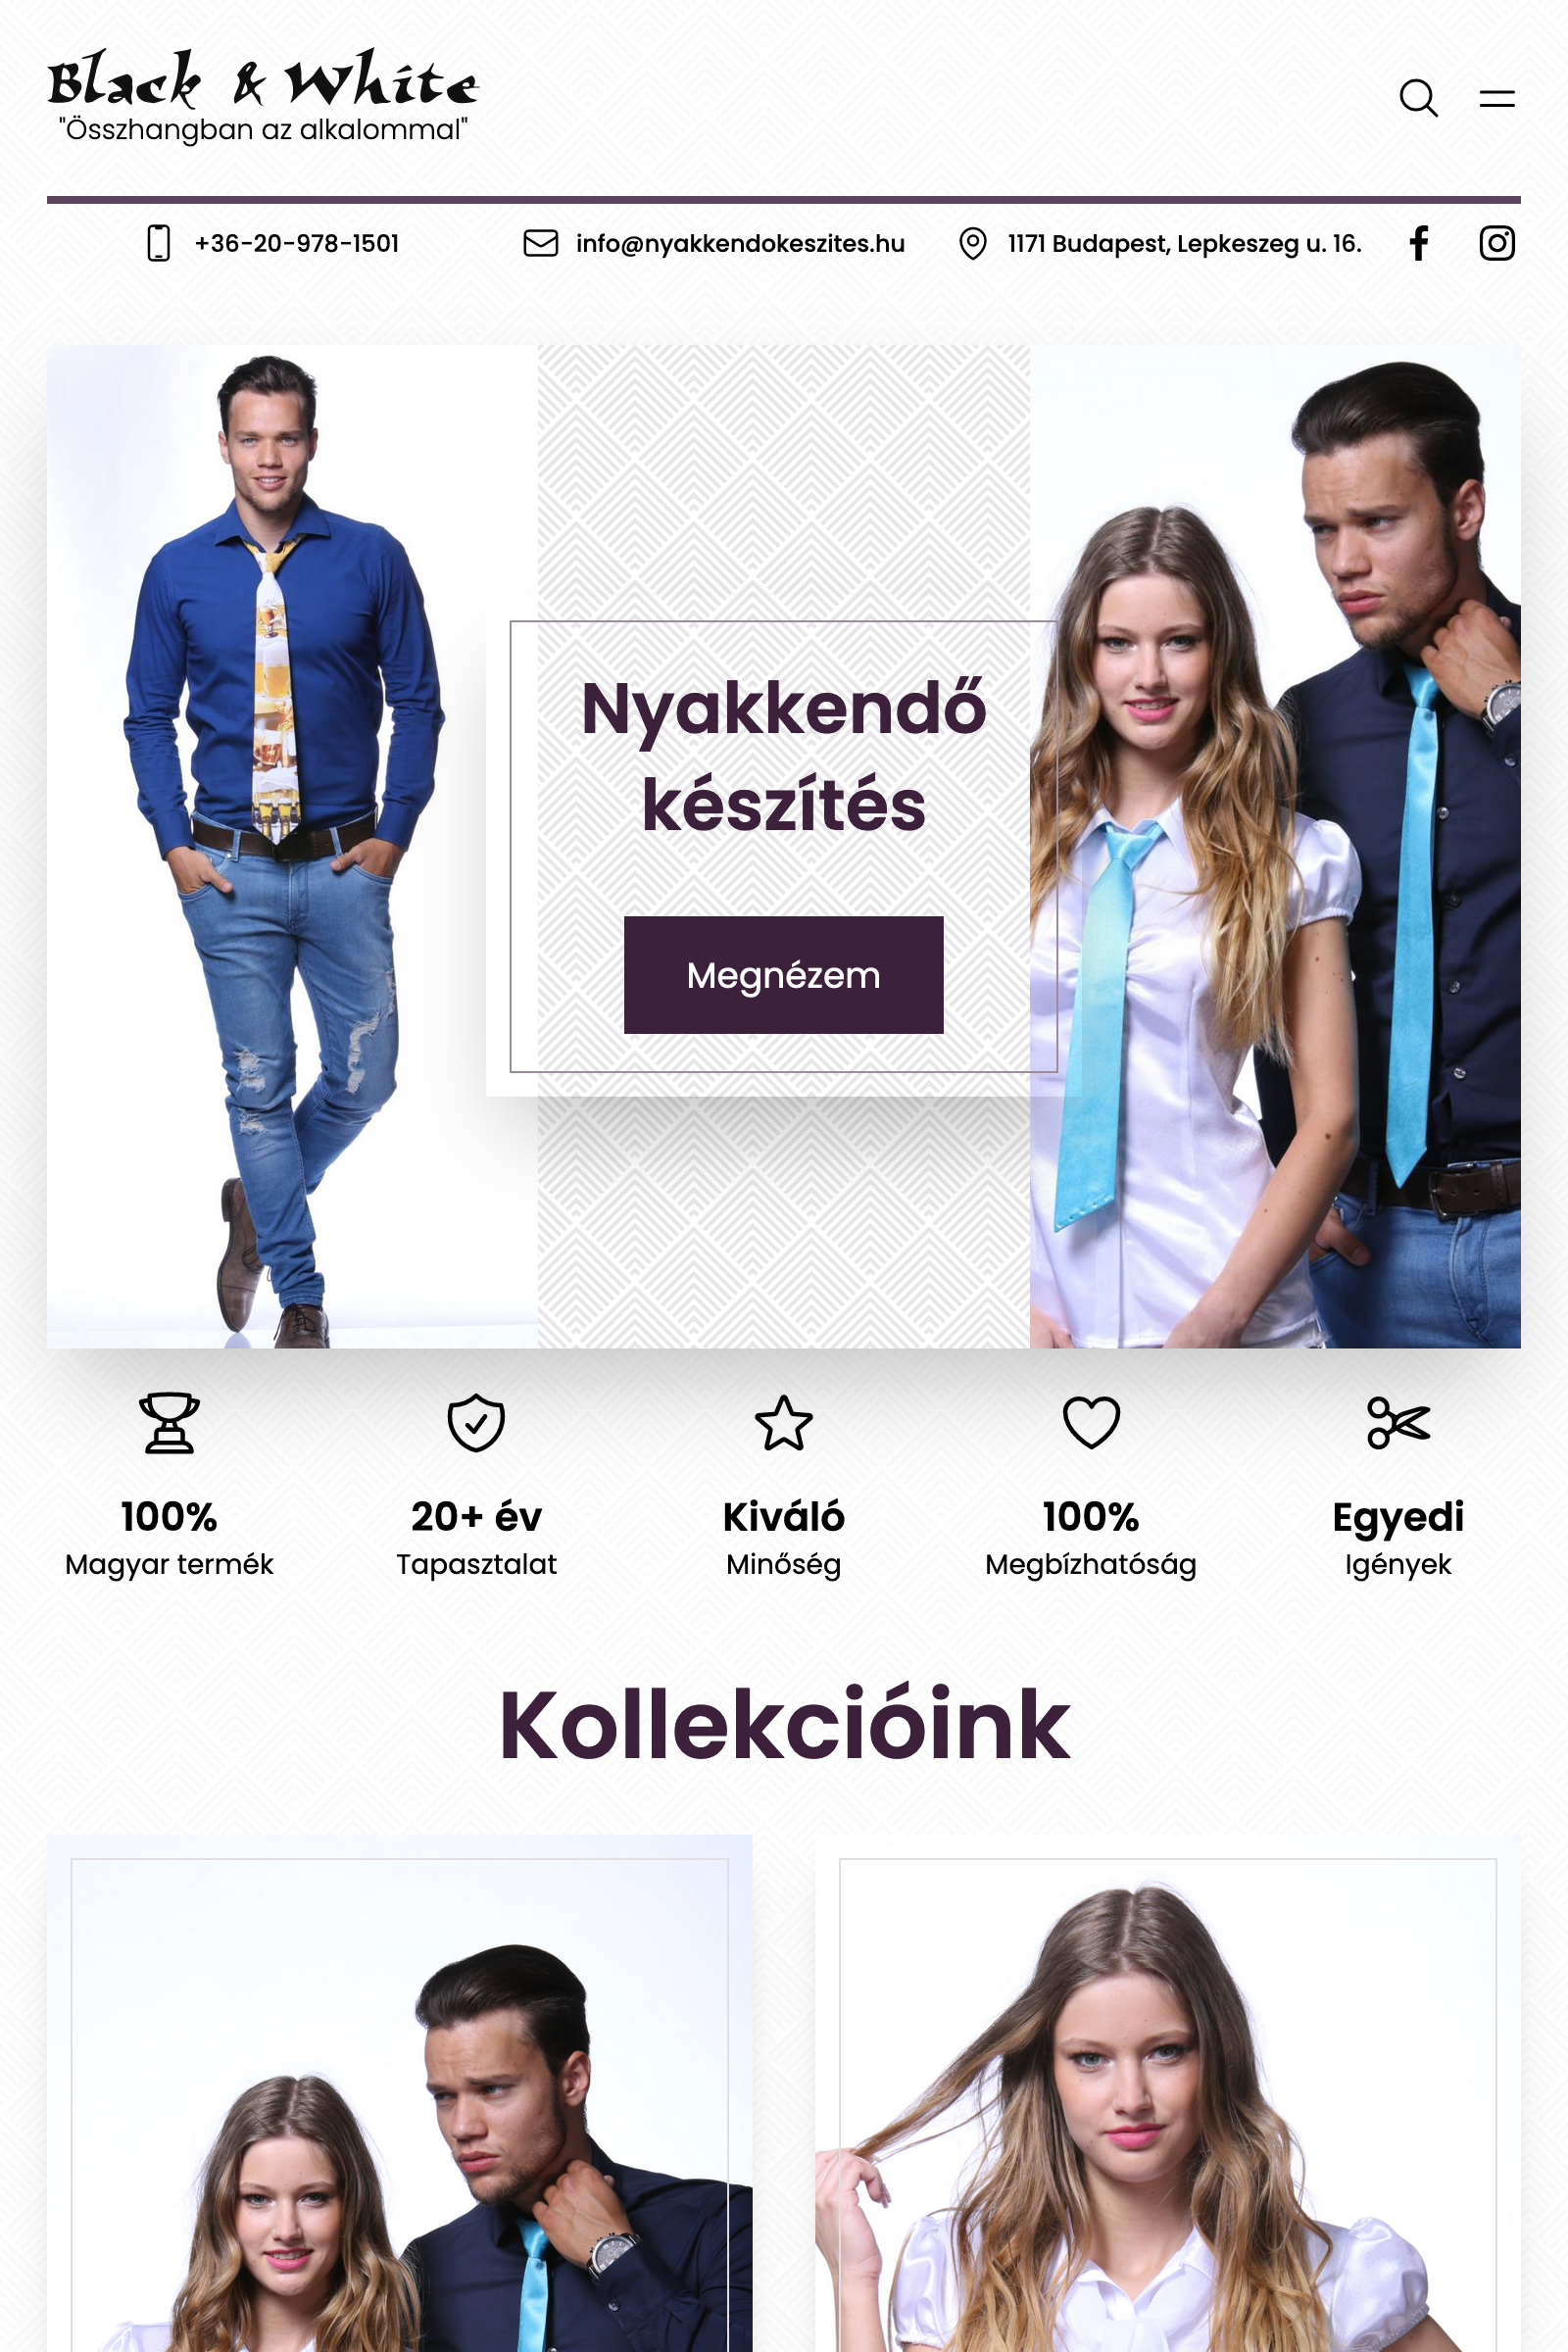 Black & White
"Összhangban az alkalommal"
+36-20-978-1501
info@nyakkendokeszites.hu
1171 Budapest, Lepkeszeg u. 16.
Nyakkendő
készítés
Megnézem
100%
Magyar termék
20+ év
Tapasztalat
Kiváló
Minőség
100%
Megbízhatóság
Egyedi
Igények
Kollekcióink